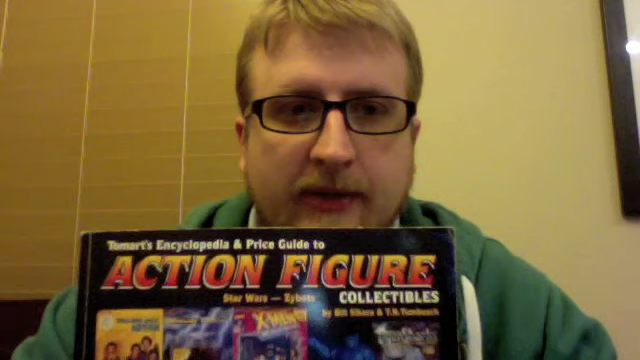 Tomart's Encyclopedia & Price Guide to
ACTION FIGURE
Star Wars — Zybots COLLECTIBLES
by Bill Sikora & T.N. Tumbusch
X-MEN